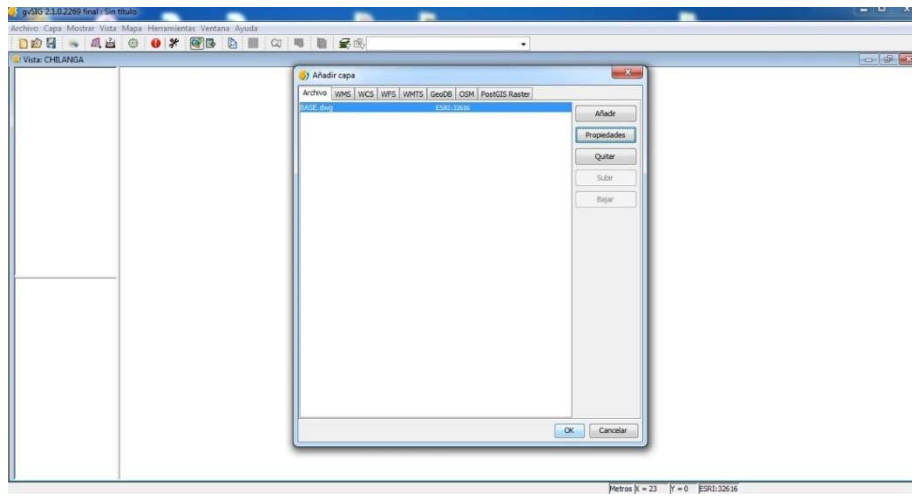 gvSIG 2.1.0.2269 final : Sin título
Archivo Capa Mostrar Vista Mapa Herramientas Ventana Ayuda
Vista: CHILANGA
Añadir capa
Archivo WMS WCS WFS WMTS GeoDB OSM PostGIS Raster
BASE.dwg ESRI:32616
Añadir
Propiedades
Quitar
Subir
Bajar
OK Cancelar
Metros X = 23 Y = 0 ESRI:32616